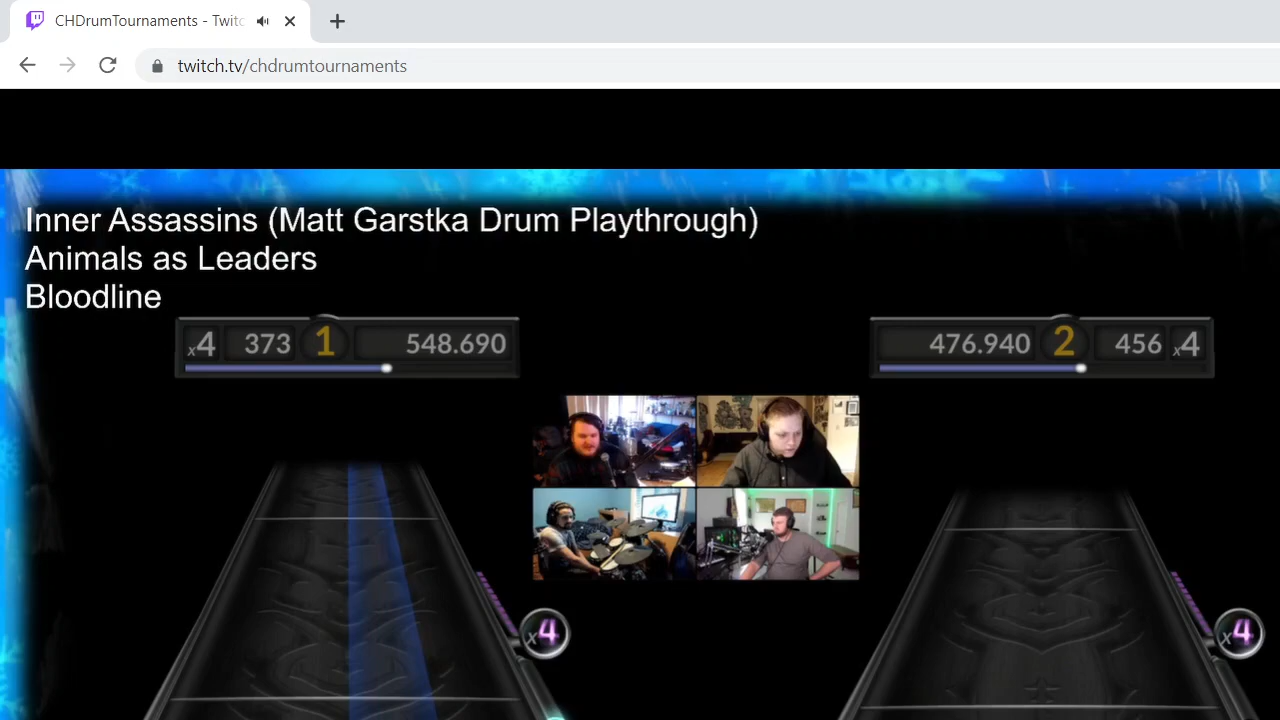 CHDrumTournaments - Twitc
twitch.tv/chdrumtournaments
Inner Assassins (Matt Garstka Drum Playthrough)
Animals as Leaders
Bloodline
x4 373 1 548.690
476.940 2 456 x4
x4
x4